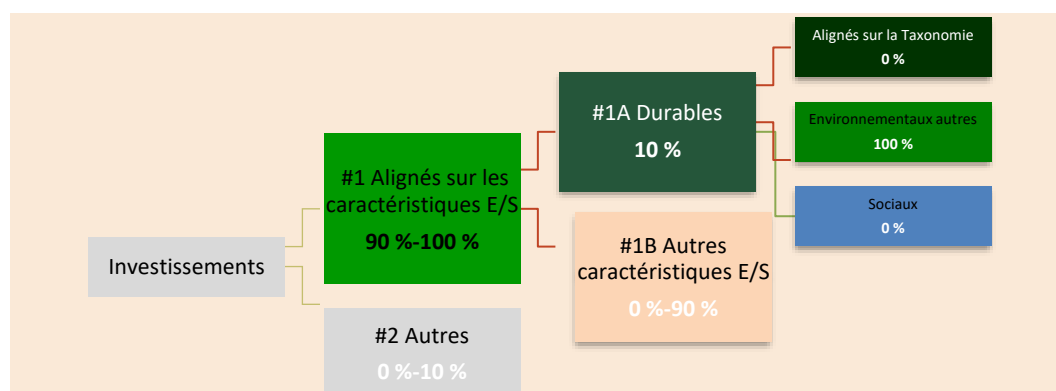 Investissements
#1 Alignés sur les
caractéristiques E/S
90 %-100 %
#2 Autres
0 %-10 %
#1A Durables
10 %
#1B Autres
caractéristiques E/S
0 %-90 %
Alignés sur la Taxonomie
0 %
Environnementaux autres
100 %
Sociaux
0 %